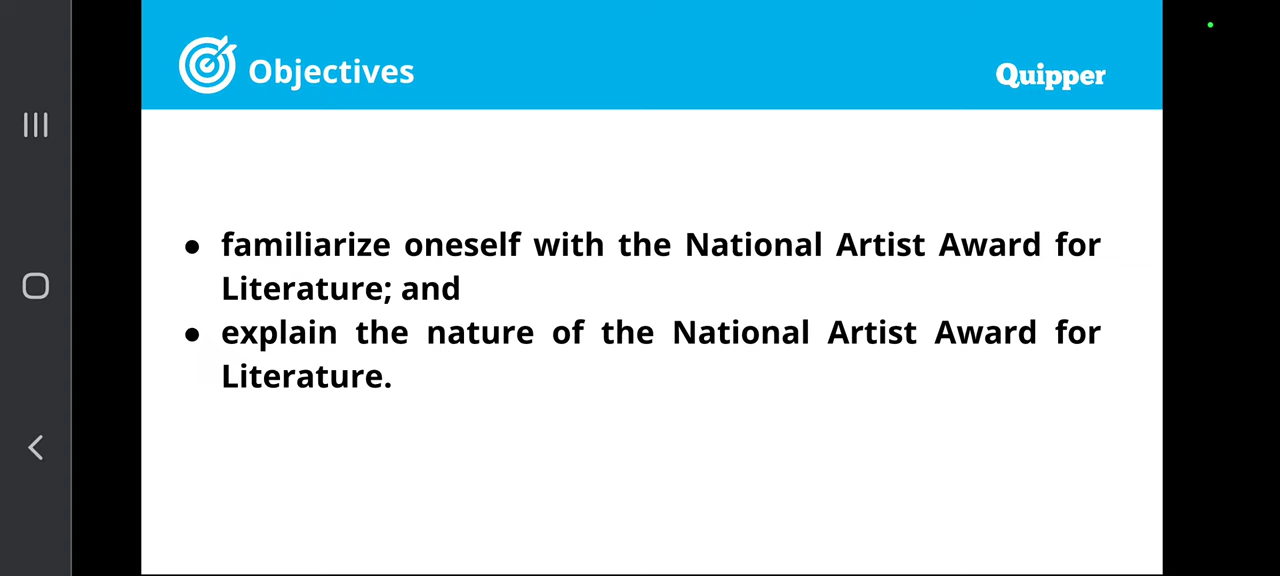 Objectives
Quipper
● familiarize oneself with the National Artist Award for
Literature; and
● explain the nature of the National Artist Award for
Literature.